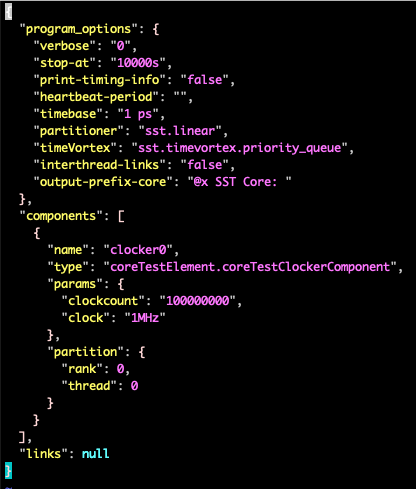 {
  "program_options": {
    "verbose": "0",
    "stop-at": "10000s",
    "print-timing-info": "false",
    "heartbeat-period": "",
    "timebase": "1 ps",
    "partitioner": "sst.linear",
    "timeVortex": "sst.timevortex.priority_queue",
    "interthread-links": "false",
    "output-prefix-core": "@x SST Core: "
  },
  "components": [
    {
      "name": "clocker0",
      "type": "coreTestElement.coreTestClockerComponent",
      "params": {
        "clockcount": "100000000",
        "clock": "1MHz"
      },
      "partition": {
        "rank": 0,
        "thread": 0
      }
    }
  ],
  "links": null
}
~